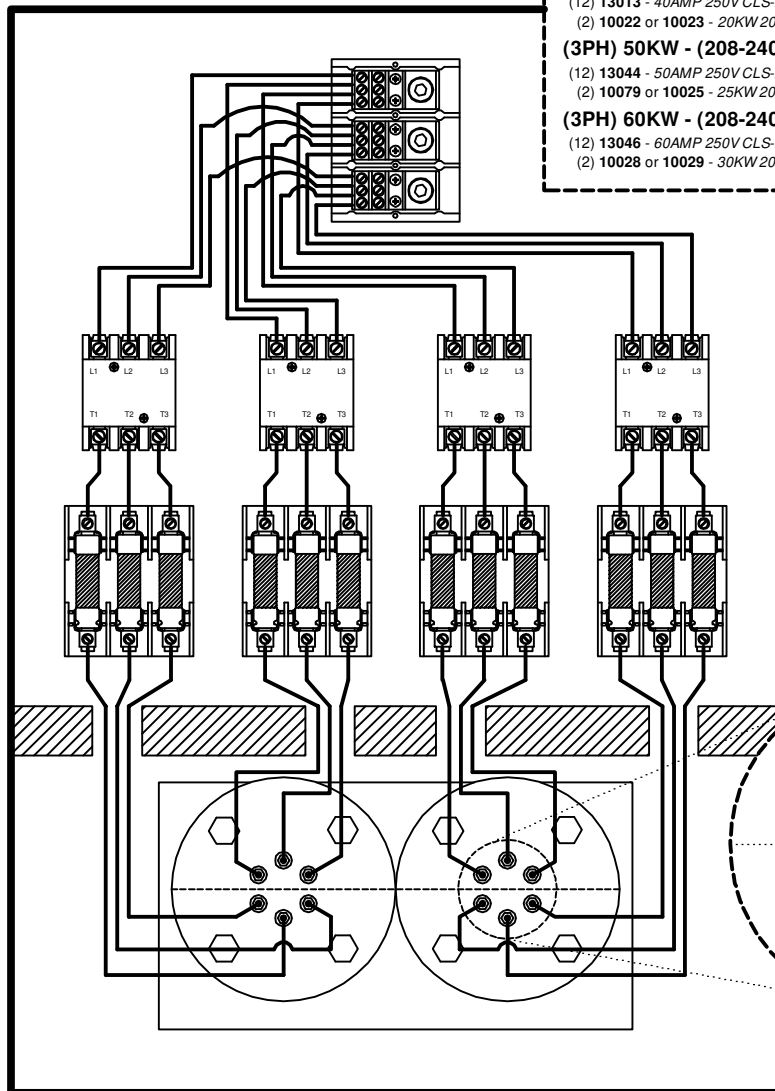 (12) 13013 - 40AMP 250V CLS-
(2) 10022 or 10023 - 20KW 20
(3PH) 50KW - (208-240
(12) 13044 - 50AMP 250V CLS-
(2) 10079 or 10025 - 25KW 20
(3PH) 60KW - (208-240
(12) 13046 - 60AMP 250V CLS-
(2) 10028 or 10029 - 30KW 20
L1 L2 L3
T1 T2 T3
L1 L2 L3
T1 T2 T3
L1 L2 L3
T1 T2 T3
L1 L2 L3
T1 T2 T3